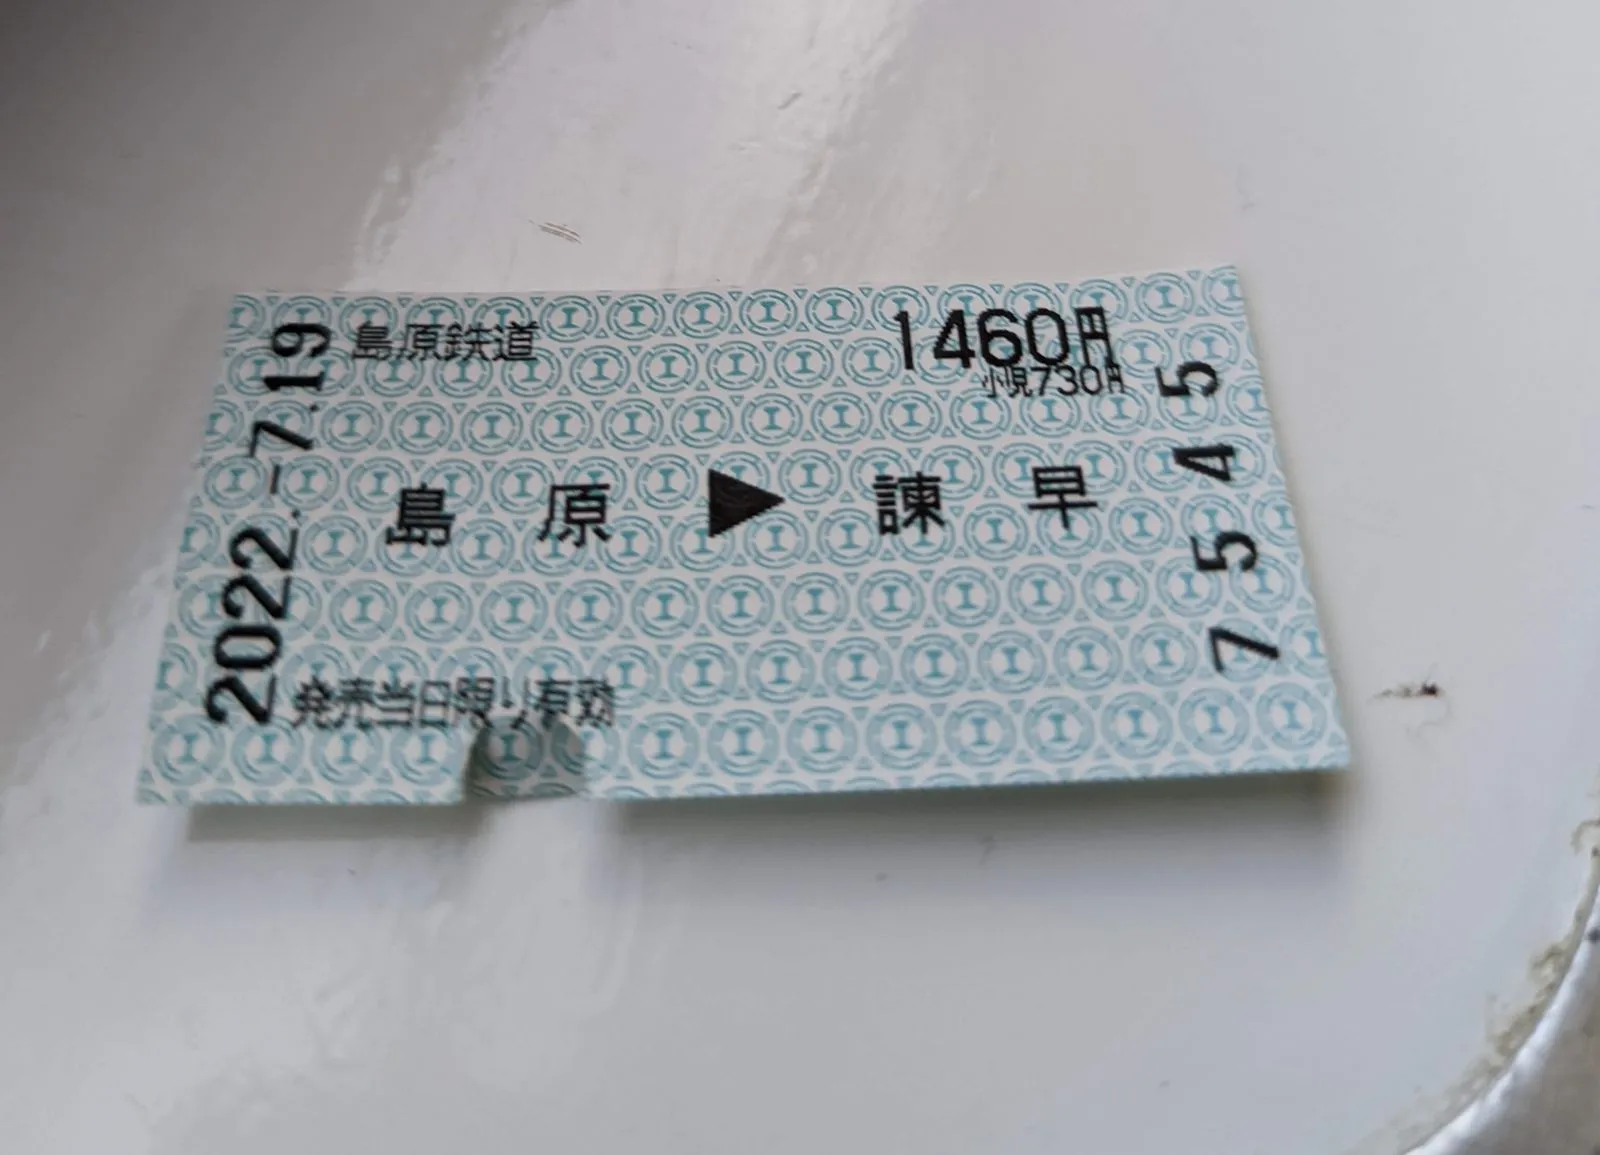 島原鉄道
1460円
小児730円
島原▶諫早
発売当日限り有効
2022.-7.19
7545